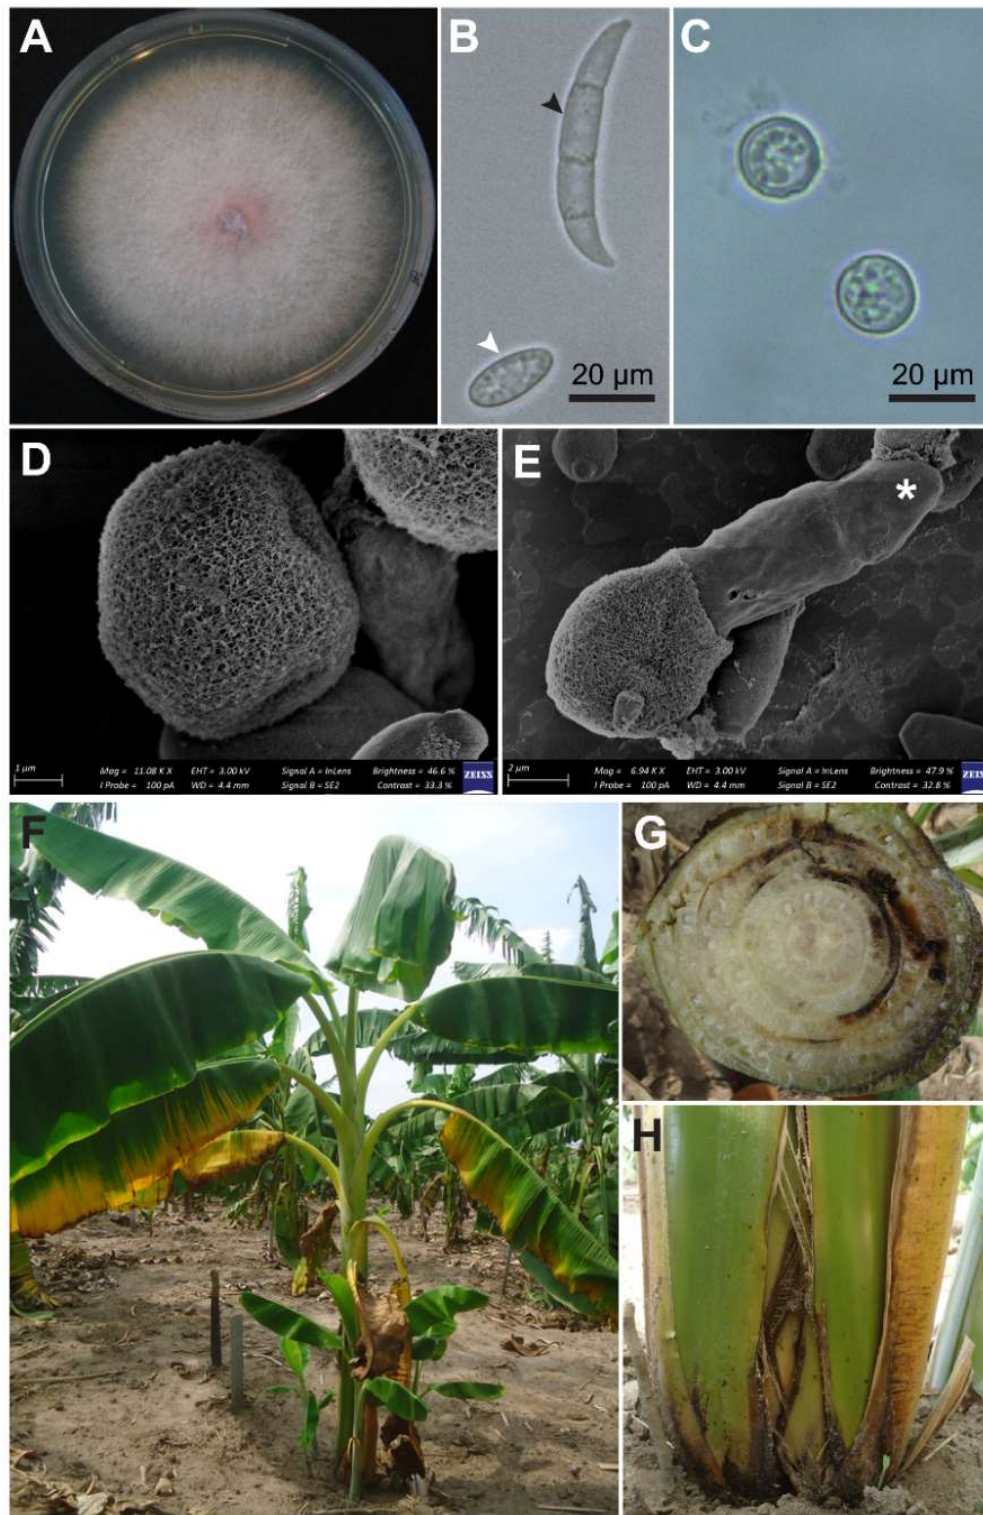 A
B
C
20 µm
20 µm
D
E
*
1 µm
Mag = 11.08 K X EHT = 3.00 kV Signal A = InLens Brightness = 46.6 %
I Probe = 100 pA WD = 4.4 mm Signal B = SE2 Contrast = 33.3 %
ZEISS
2 µm
Mag = 6.94 K X EHT = 3.00 kV Signal A = InLens Brightness = 47.9 %
I Probe = 100 pA WD = 4.4 mm Signal B = SE2 Contrast = 32.8 %
ZEISS
F
G
H